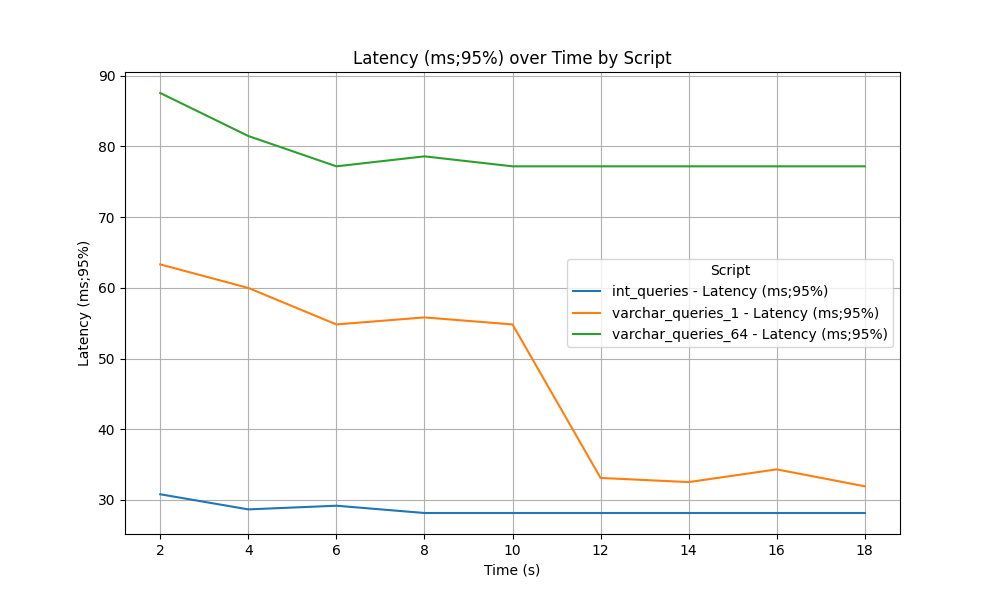 Latency (ms;95%) over Time by Script
Latency (ms;95%)
90
80
70
60
50
40
30
Script
int_queries - Latency (ms;95%)
varchar_queries_1 - Latency (ms;95%)
varchar_queries_64 - Latency (ms;95%)
2 4 6 8 10 12 14 16 18
Time (s)